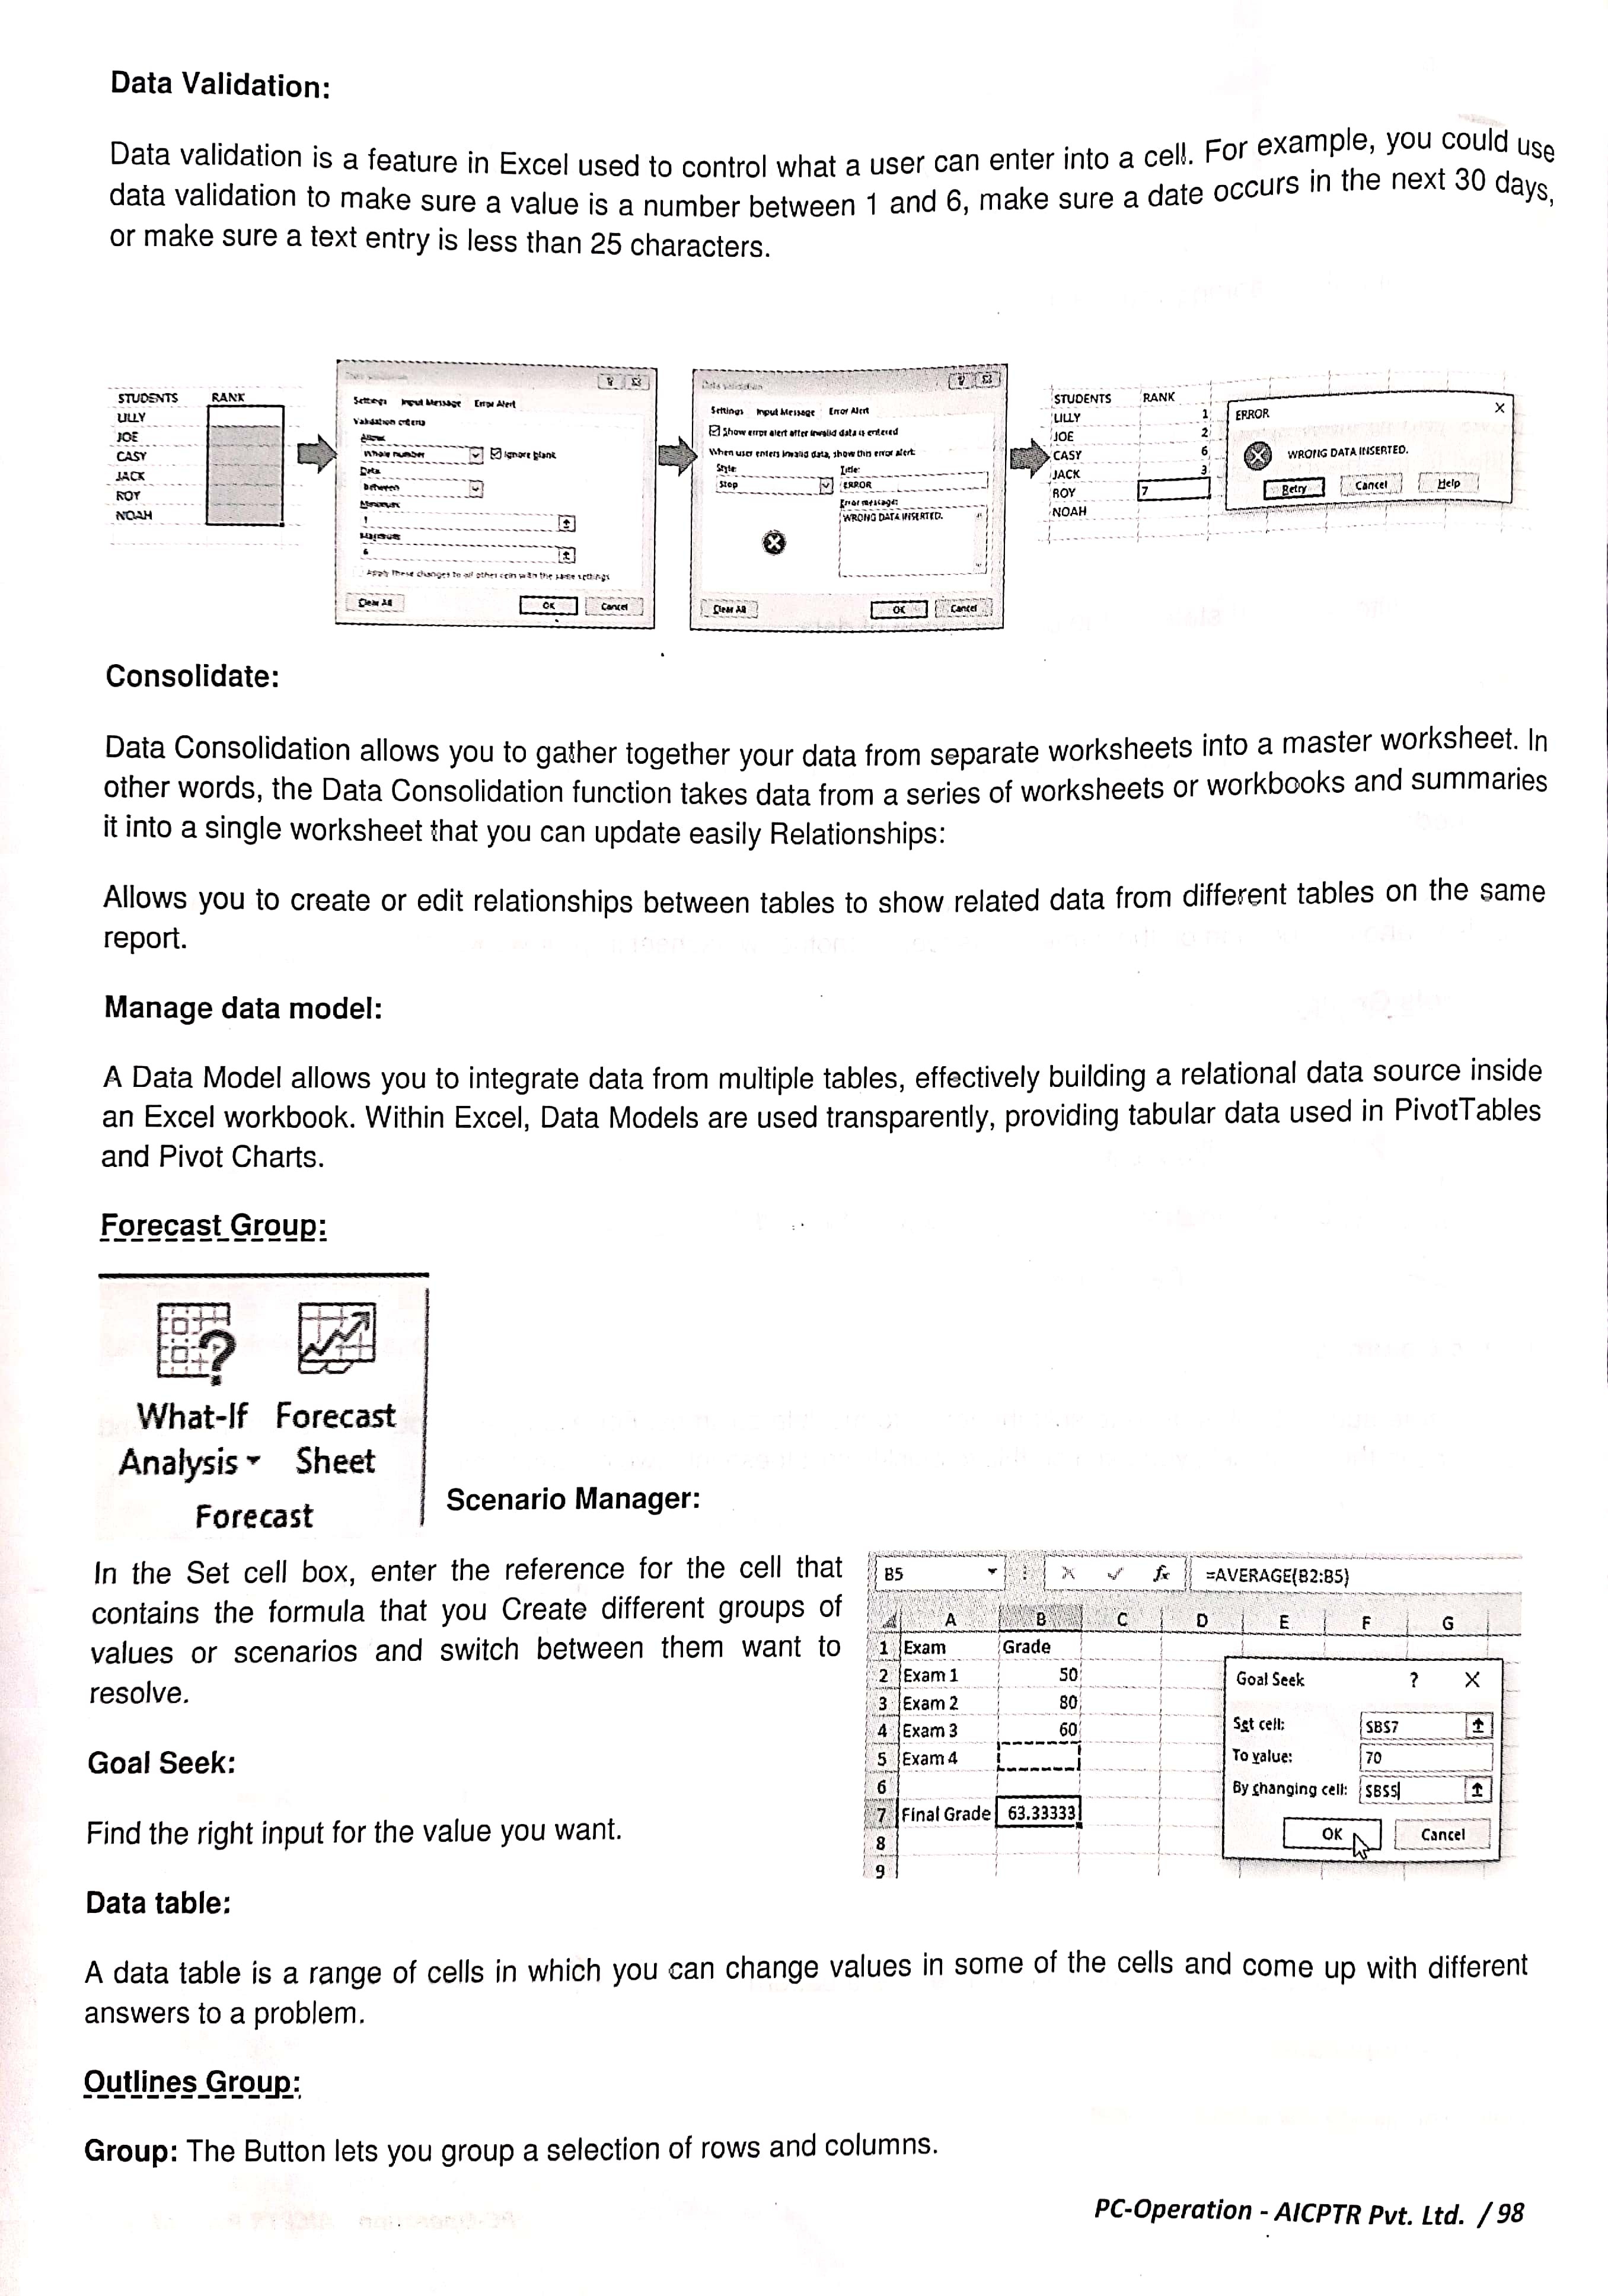 Data Validation:
Data validation is a feature in Excel used to control what a user can enter into a cell. For example, you could use
data validation to make sure a value is a number between 1 and 6, make sure a date occurs in the next 30 days,
or make sure a text entry is less than 25 characters.
STUDENTS RANK
LILLY
JOE
CASY
JACK
ROY
NOAH
Data Validation
Settings Input Message Error Alert
Validation criteria
Allow:
Whole number Ignore blank
Data:
between
Minimum:
1
Maximum:
6
Apply these changes to all other cells with the same settings
Clear All OK Cancel
Data Validation
Settings Input Message Error Alert
Show error alert after invalid data is entered
When user enters invalid data, show this error alert:
Style: Title:
Stop ERROR
Error message:
WRONG DATA INSERTED.
Clear All OK Cancel
STUDENTS RANK
LILLY 1
JOE 2
CASY 6
JACK 3
ROY 7
NOAH
ERROR X
WRONG DATA INSERTED.
Retry Cancel Help
Consolidate:
Data Consolidation allows you to gather together your data from separate worksheets into a master worksheet. In
other words, the Data Consolidation function takes data from a series of worksheets or workbooks and summaries
it into a single worksheet that you can update easily Relationships:
Allows you to create or edit relationships between tables to show related data from different tables on the same
report.
Manage data model:
A Data Model allows you to integrate data from multiple tables, effectively building a relational data source inside
an Excel workbook. Within Excel, Data Models are used transparently, providing tabular data used in PivotTables
and Pivot Charts.
Forecast Group:
What-If Forecast
Analysis Sheet
Forecast
Scenario Manager:
In the Set cell box, enter the reference for the cell that
contains the formula that you Create different groups of
values or scenarios and switch between them want to
resolve.
Goal Seek:
Find the right input for the value you want.
B5 fx =AVERAGE(B2:B5)
A B C D E F G
1 Exam Grade
2 Exam 1 50
3 Exam 2 80
4 Exam 3 60
5 Exam 4
6
7 Final Grade 63.33333
8
9
Goal Seek ? X
Set cell: $B$7
To value: 70
By changing cell: $B$5
OK Cancel
Data table:
A data table is a range of cells in which you can change values in some of the cells and come up with different
answers to a problem.
Outlines Group:
Group: The Button lets you group a selection of rows and columns.
PC-Operation - AICPTR Pvt. Ltd. / 98